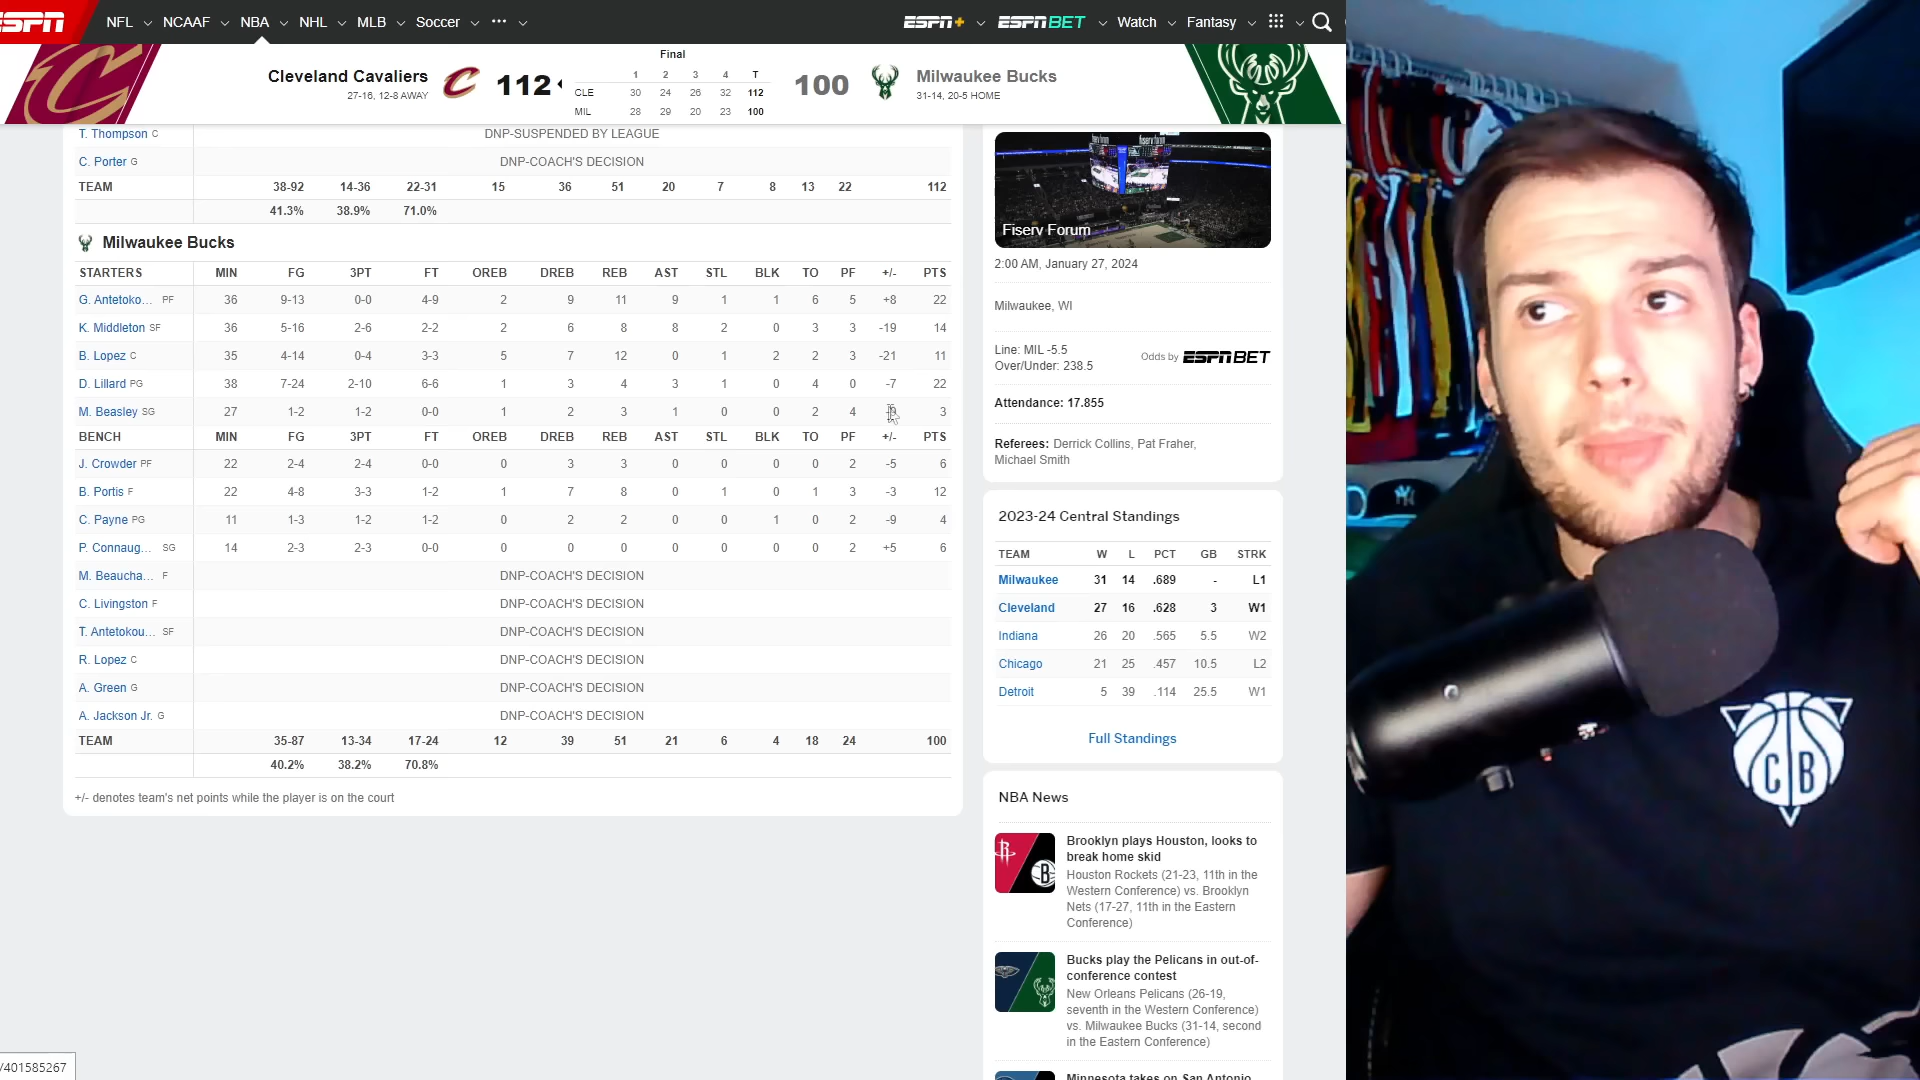 ESPN NFL NCAAF NBA NHL MLB Soccer ••• ESPN+ ESPN BET Watch Fantasy
Final
Cleveland Cavaliers 112 1 2 3 4 T 100 Milwaukee Bucks
27-16, 12-8 AWAY CLE 30 24 26 32 112 31-14, 20-5 HOME
MIL 28 29 20 23 100
T. Thompson C DNP-SUSPENDED BY LEAGUE
C. Porter G DNP-COACH'S DECISION
TEAM 38-92 14-36 22-31 15 36 51 20 7 8 13 22 112
41.3% 38.9% 71.0%
Milwaukee Bucks
STARTERS MIN FG 3PT FT OREB DREB REB AST STL BLK TO PF +/- PTS
G. Antetoko... PF 36 9-13 0-0 4-9 2 9 11 9 1 1 6 5 +8 22
K. Middleton SF 36 5-16 2-6 2-2 2 6 8 8 2 0 3 3 -19 14
B. Lopez C 35 4-14 0-4 3-3 5 7 12 0 1 2 2 3 -21 11
D. Lillard PG 38 7-24 2-10 6-6 1 3 4 3 1 0 4 0 -7 22
M. Beasley SG 27 1-2 1-2 0-0 1 2 3 1 0 0 2 4 3
BENCH MIN FG 3PT FT OREB DREB REB AST STL BLK TO PF +/- PTS
J. Crowder PF 22 2-4 2-4 0-0 0 3 3 0 0 0 0 2 -5 6
B. Portis F 22 4-8 3-3 1-2 1 7 8 0 1 0 1 3 -3 12
C. Payne PG 11 1-3 1-2 1-2 0 2 2 0 0 1 0 2 -9 4
P. Connaug... SG 14 2-3 2-3 0-0 0 0 0 0 0 0 0 2 +5 6
M. Beaucha... F DNP-COACH'S DECISION
C. Livingston F DNP-COACH'S DECISION
T. Antetokou... SF DNP-COACH'S DECISION
R. Lopez C DNP-COACH'S DECISION
A. Green G DNP-COACH'S DECISION
A. Jackson Jr. G DNP-COACH'S DECISION
TEAM 35-87 13-34 17-24 12 39 51 21 6 4 18 24 100
40.2% 38.2% 70.8%
+/- denotes team's net points while the player is on the court
/401585267
Fiserv Forum
2:00 AM, January 27, 2024
Milwaukee, WI
Line: MIL -5.5
Over/Under: 238.5
Odds by ESPN BET
Attendance: 17.855
Referees: Derrick Collins, Pat Fraher,
Michael Smith
2023-24 Central Standings
TEAM W L PCT GB STRK
Milwaukee 31 14 .689 - L1
Cleveland 27 16 .628 3 W1
Indiana 26 20 .565 5.5 W2
Chicago 21 25 .457 10.5 L2
Detroit 5 39 .114 25.5 W1
Full Standings
NBA News
Brooklyn plays Houston, looks to
break home skid
Houston Rockets (21-23, 11th in the
Western Conference) vs. Brooklyn
Nets (17-27, 11th in the Eastern
Conference)
Bucks play the Pelicans in out-of-
conference contest
New Orleans Pelicans (26-19,
seventh in the Western Conference)
vs. Milwaukee Bucks (31-14, second
in the Eastern Conference)
Minnesota takes on San Antonio
CB